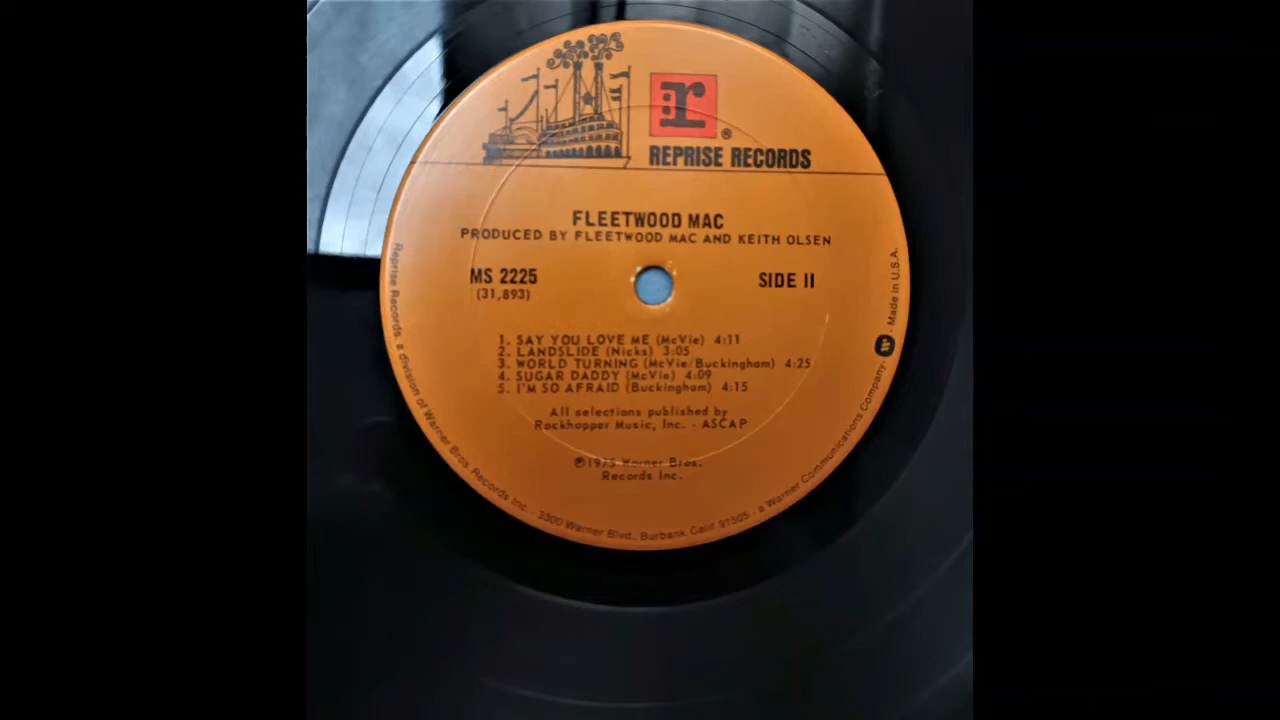 :r
®
REPRISE RECORDS
FLEETWOOD MAC
PRODUCED BY FLEETWOOD MAC AND KEITH OLSEN
MS 2225
(31,893)
SIDE II
1. SAY YOU LOVE ME (McVie) 4:11
2. LANDSLIDE (Nicks) 3:05
3. WORLD TURNING (McVie/Buckingham) 4:25
4. SUGAR DADDY (McVie) 4:09
5. I'M SO AFRAID (Buckingham) 4:15
All selections published by
Rockhopper Music, Inc. - ASCAP
℗1975 Warner Bros.
Records Inc.
Reprise Records, a division of Warner Bros. Records Inc. - 3300 Warner Blvd., Burbank, Calif. 91505 - a Warner Communications Company - W - Made in U.S.A.